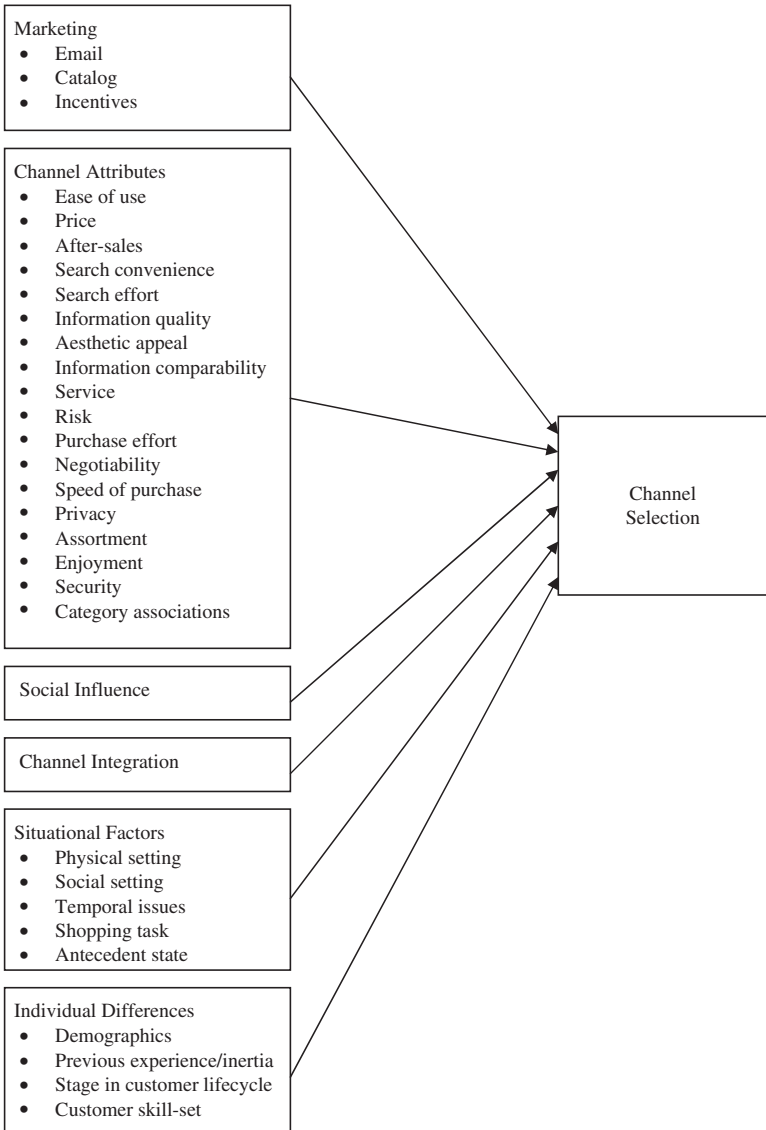 Marketing
• Email
• Catalog
• Incentives
Channel Attributes
• Ease of use
• Price
• After-sales
• Search convenience
• Search effort
• Information quality
• Aesthetic appeal
• Information comparability
• Service
• Risk
• Purchase effort
• Negotiability
• Speed of purchase
• Privacy
• Assortment
• Enjoyment
• Security
• Category associations
Social Influence
Channel Integration
Situational Factors
• Physical setting
• Social setting
• Temporal issues
• Shopping task
• Antecedent state
Individual Differences
• Demographics
• Previous experience/inertia
• Stage in customer lifecycle
• Customer skill-set
Channel
Selection